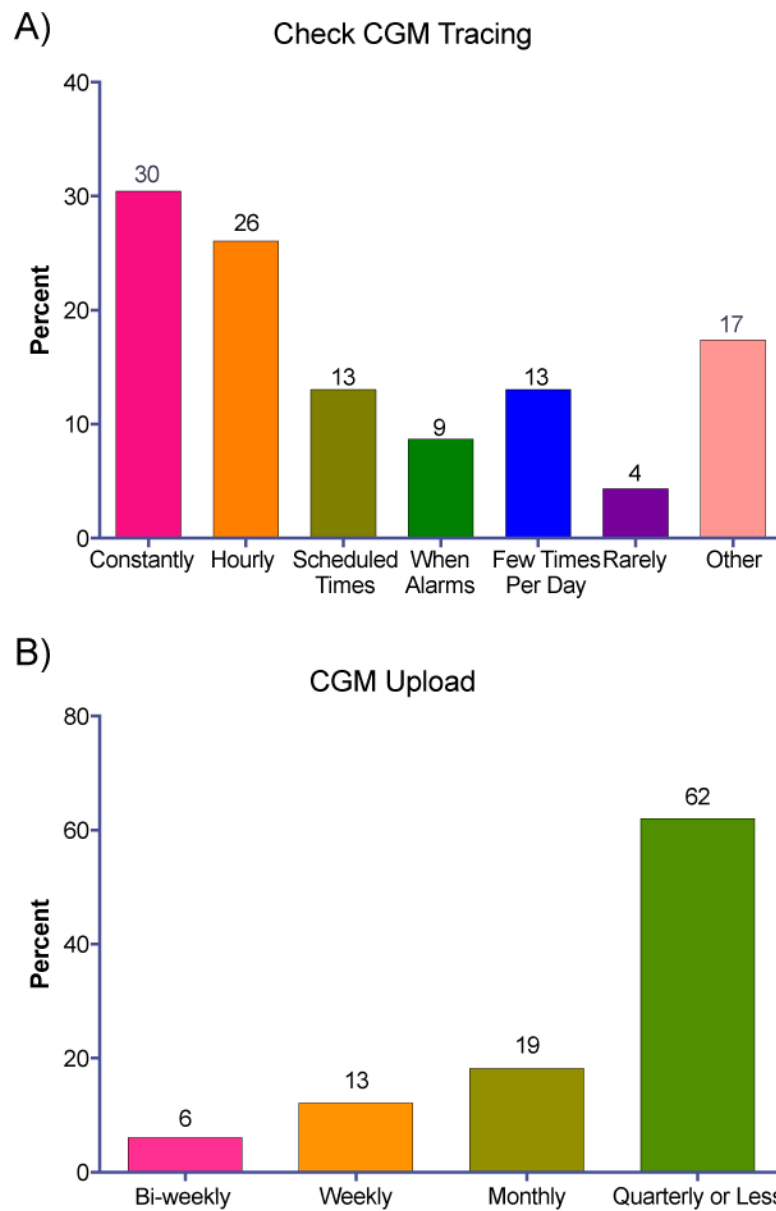 A)
Check CGM Tracing
Percent
40
30
20
10
0
30
26
13
9
13
4
17
Constantly
Hourly
Scheduled
Times
When
Alarms
Few Times
Per Day
Rarely
Other
B)
CGM Upload
Percent
80
60
40
20
0
6
13
19
62
Bi-weekly
Weekly
Monthly
Quarterly or Less